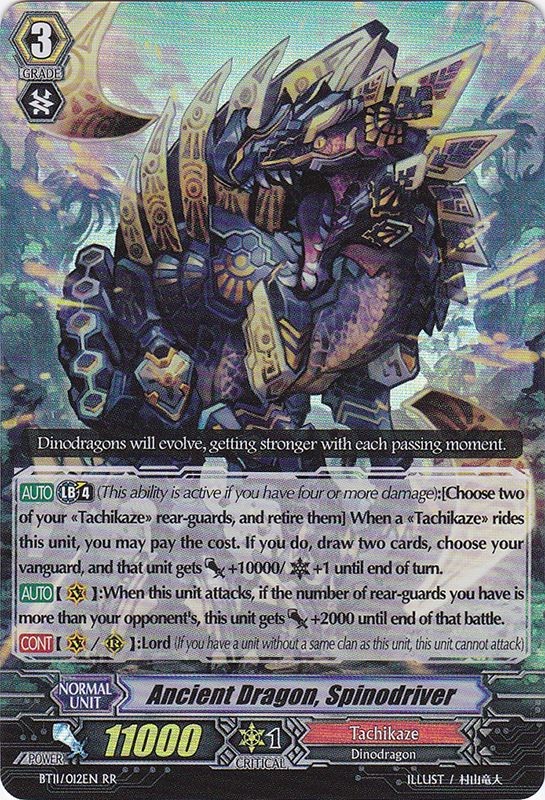 3
GRADE
Dinodragons will evolve, getting stronger with each passing moment.
AUTO LB 4 (This ability is active if you have four or more damage):[Choose two
of your «Tachikaze» rear-guards, and retire them] When a «Tachikaze» rides
this unit, you may pay the cost. If you do, draw two cards, choose your
vanguard, and that unit gets +10000/ +1 until end of turn.
AUTO【 V 】:When this unit attacks, if the number of rear-guards you have is
more than your opponent's, this unit gets +2000 until end of that battle.
CONT【 V / R 】:Lord (If you have a unit without a same clan as this unit, this unit cannot attack)
NORMAL
UNIT
Ancient Dragon, Spinodriver
POWER
11000
1
CRITICAL
Tachikaze
Dinodragon
BT11/012EN RR
ILLUST / 村山竜大